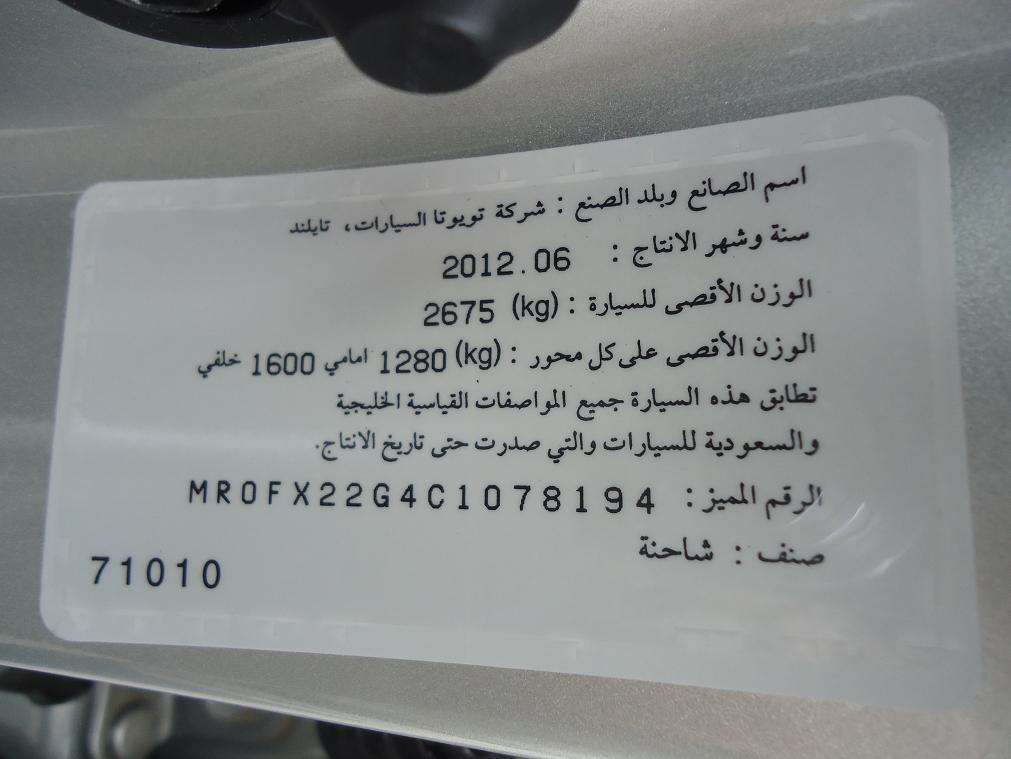 اسم الصانع وبلد الصنع : شركة تويوتا السيارات، تايلند
سنة وشهر الانتاج : 2012.06
الوزن الأقصى للسيارة : (kg) 2675
الوزن الأقصى على كل محور : (kg) 1280 امامي 1600 خلفي
تطابق هذه السيارة جميع المواصفات القياسية الخليجية
والسعودية للسيارات والتي صدرت حتى تاريخ الانتاج.
الرقم المميز: MR0FX22G4C1078194
صنف : شاحنة
71010